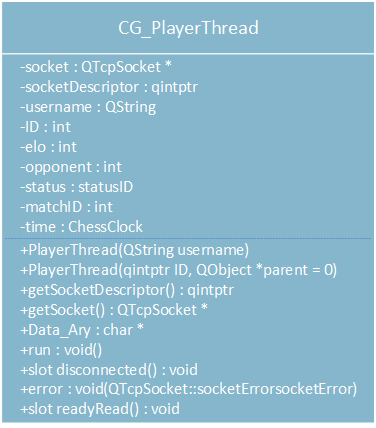 CG_PlayerThread
-socket : QTcpSocket *
-socketDescriptor : qintptr
-username : QString
-ID : int
-elo : int
-opponent : int
-status : statusID
-matchID : int
-time : ChessClock
+PlayerThread(QString username)
+PlayerThread(qintptr ID, QObject *parent = 0)
+getSocketDescriptor() : qintptr
+getSocket() : QTcpSocket *
+Data_Ary : char *
+run : void()
+slot disconnected() : void
+error : void(QTcpSocket::socketErrorsocketError)
+slot readyRead() : void